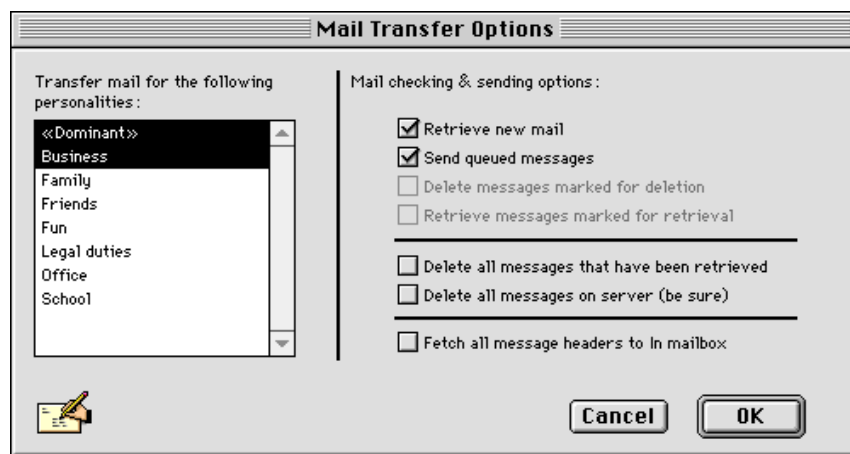 Mail Transfer Options
Transfer mail for the following
personalities:
«Dominant»
Business
Family
Friends
Fun
Legal duties
Office
School
Mail checking & sending options:
Retrieve new mail
Send queued messages
Delete messages marked for deletion
Retrieve messages marked for retrieval
Delete all messages that have been retrieved
Delete all messages on server (be sure)
Fetch all message headers to In mailbox
Cancel
OK